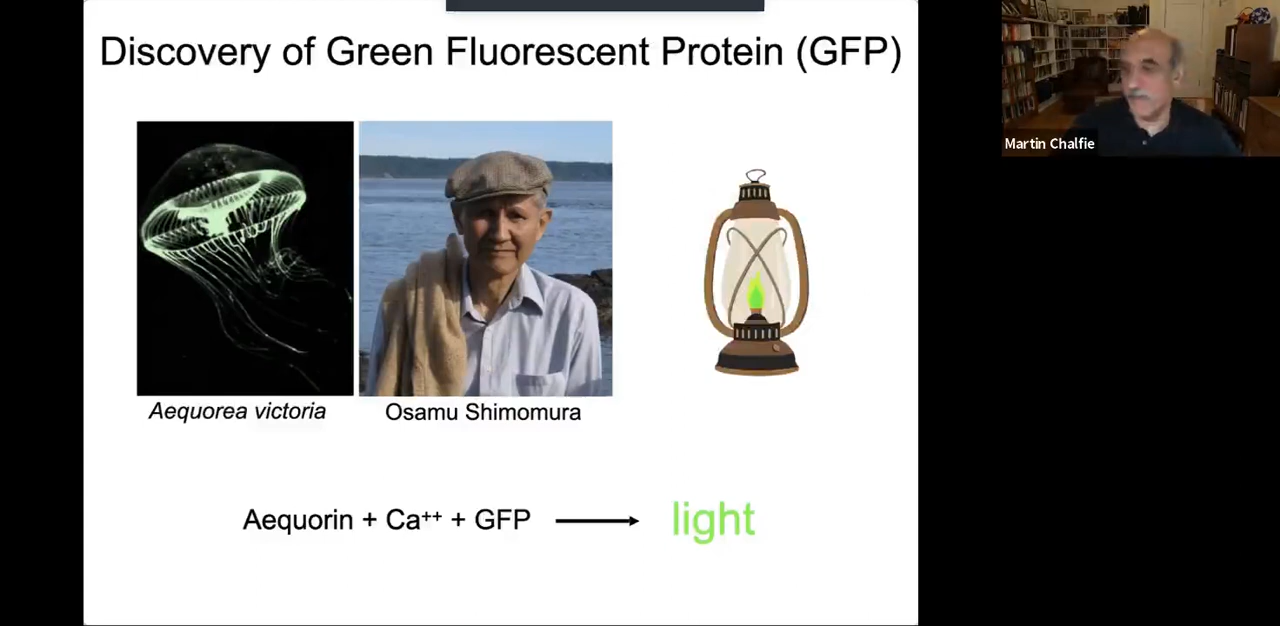 Discovery of Green Fluorescent Protein (GFP)
Martin Chalfie
Aequorea victoria
Osamu Shimomura
Aequorin + Ca⁺⁺ + GFP ⟶ light